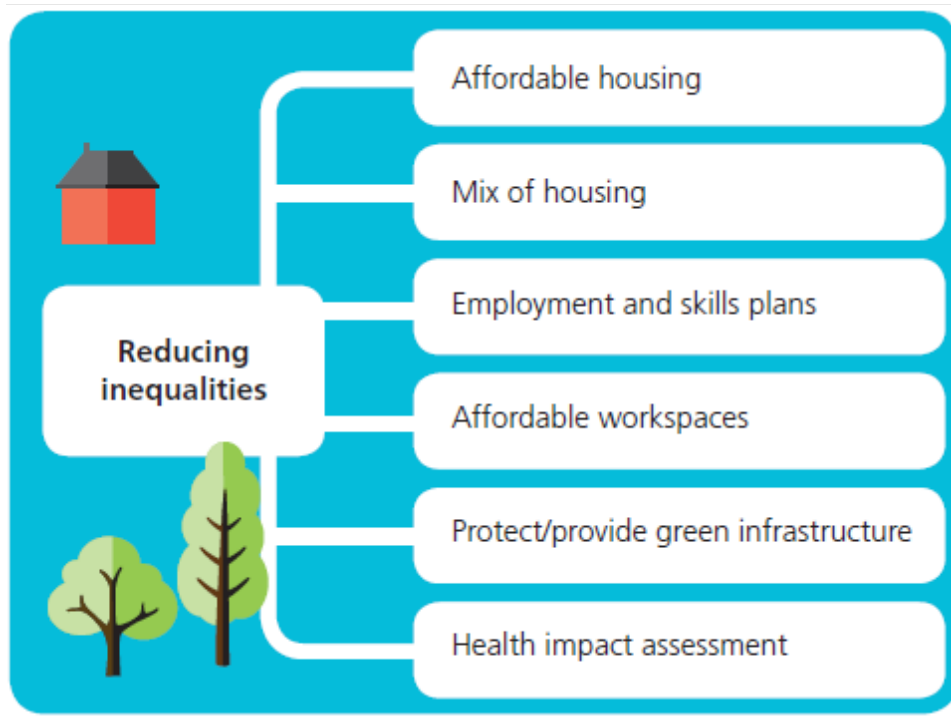 Affordable housing
Mix of housing
Employment and skills plans
Reducing
inequalities
Affordable workspaces
Protect/provide green infrastructure
Health impact assessment